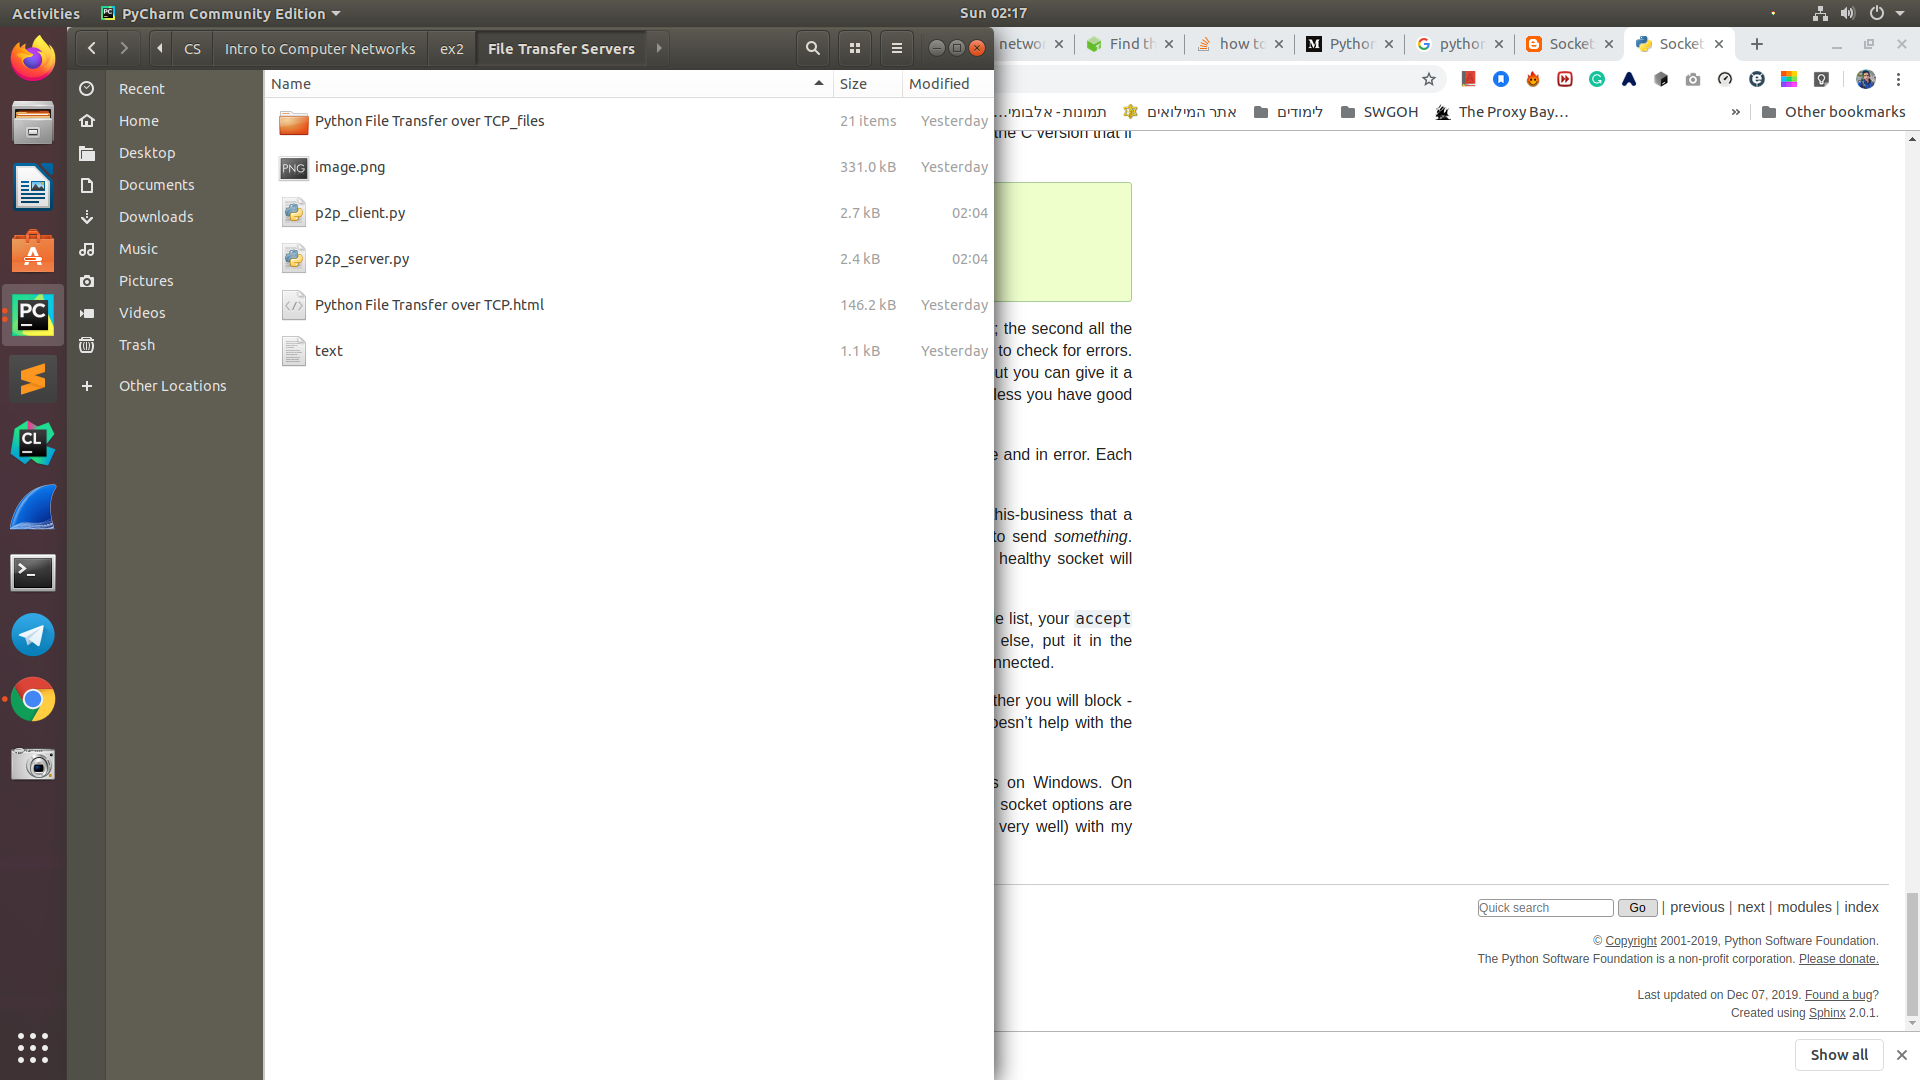 Activities
PyCharm Community Edition
Sun 02:17
CS
Intro to Computer Networks
ex2
File Transfer Servers
Recent
Home
Desktop
Documents
Downloads
Music
Pictures
Videos
Trash
Other Locations
Name
Size
Modified
Python File Transfer over TCP_files
21 items
Yesterday
PNG
image.png
331.0 kB
Yesterday
p2p_client.py
2.7 kB
02:04
p2p_server.py
2.4 kB
02:04
Python File Transfer over TCP.html
146.2 kB
Yesterday
text
1.1 kB
Yesterday
PC
CL
networ
Find th
how to
Python
python
Socket
Socket
תמונות - אלבומי...
אתר המילואים
לימודים
SWGOH
The Proxy Bay...
»
Other bookmarks
the C version that if
; the second all the
to check for errors.
ut you can give it a
less you have good
e and in error. Each
his-business that a
to send something.
healthy socket will
e list, your accept
else, put it in the
nnected.
ther you will block -
oesn’t help with the
s on Windows. On
socket options are
very well) with my
Quick search Go | previous | next | modules | index
© Copyright 2001-2019, Python Software Foundation.
The Python Software Foundation is a non-profit corporation. Please donate.
Last updated on Dec 07, 2019. Found a bug?
Created using Sphinx 2.0.1.
Show all